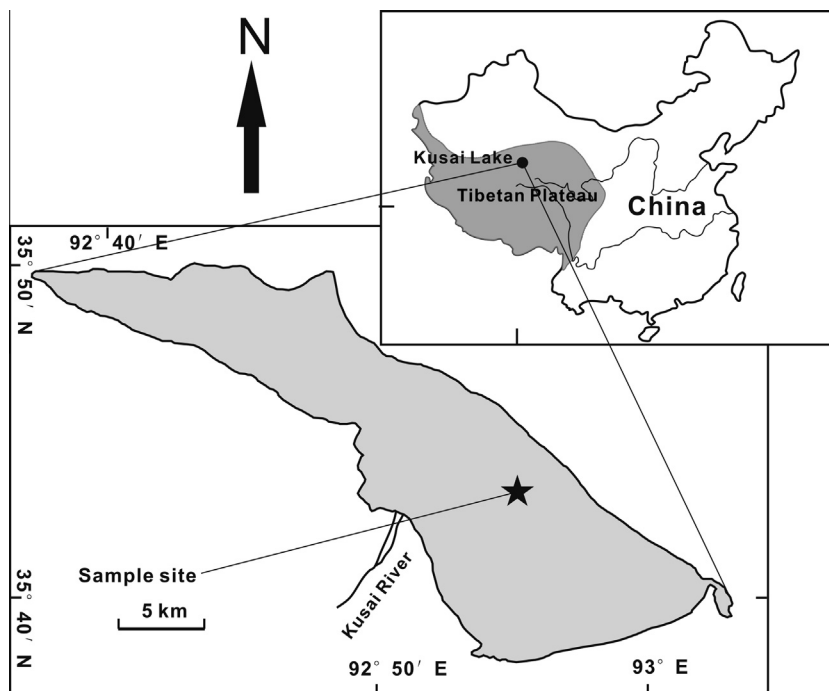 N
Kusai Lake
Tibetan Plateau
China
92° 40′ E
35° 50′ N
Sample site
5 km
Kusai River
35° 40′ N
92° 50′ E
93° E